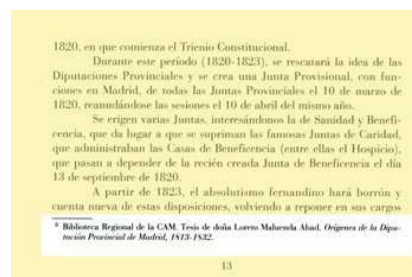 1820, en que comienza el Trienio Constitucional.
Durante este período (1820-1823), se rescatará la idea de las
Diputaciones Provinciales y se crea una Junta Provisional, con fun-
ciones en Madrid, de todas las Juntas Provinciales el 10 de marzo de
1820, reanudándose las sesiones el 10 de abril del mismo año.
Se erigen varias Juntas, interesándonos la de Sanidad y Benefi-
cencia, que da lugar a que se supriman las famosas Juntas de Caridad,
que administraban las Casas de Beneficencia (entre ellas el Hospicio),
que pasan a depender de la recién creada Junta de Beneficencia el día
13 de septiembre de 1820.
A partir de 1823, el absolutismo fernandino hará borrón y
cuenta nueva de estas disposiciones, volviendo a reponer en sus cargos
Biblioteca Regional de la CAM. Tesis de doña Loreto Maluenda Abad, Orígenes de la Dipu-
tación Provincial de Madrid, 1813-1832.
13